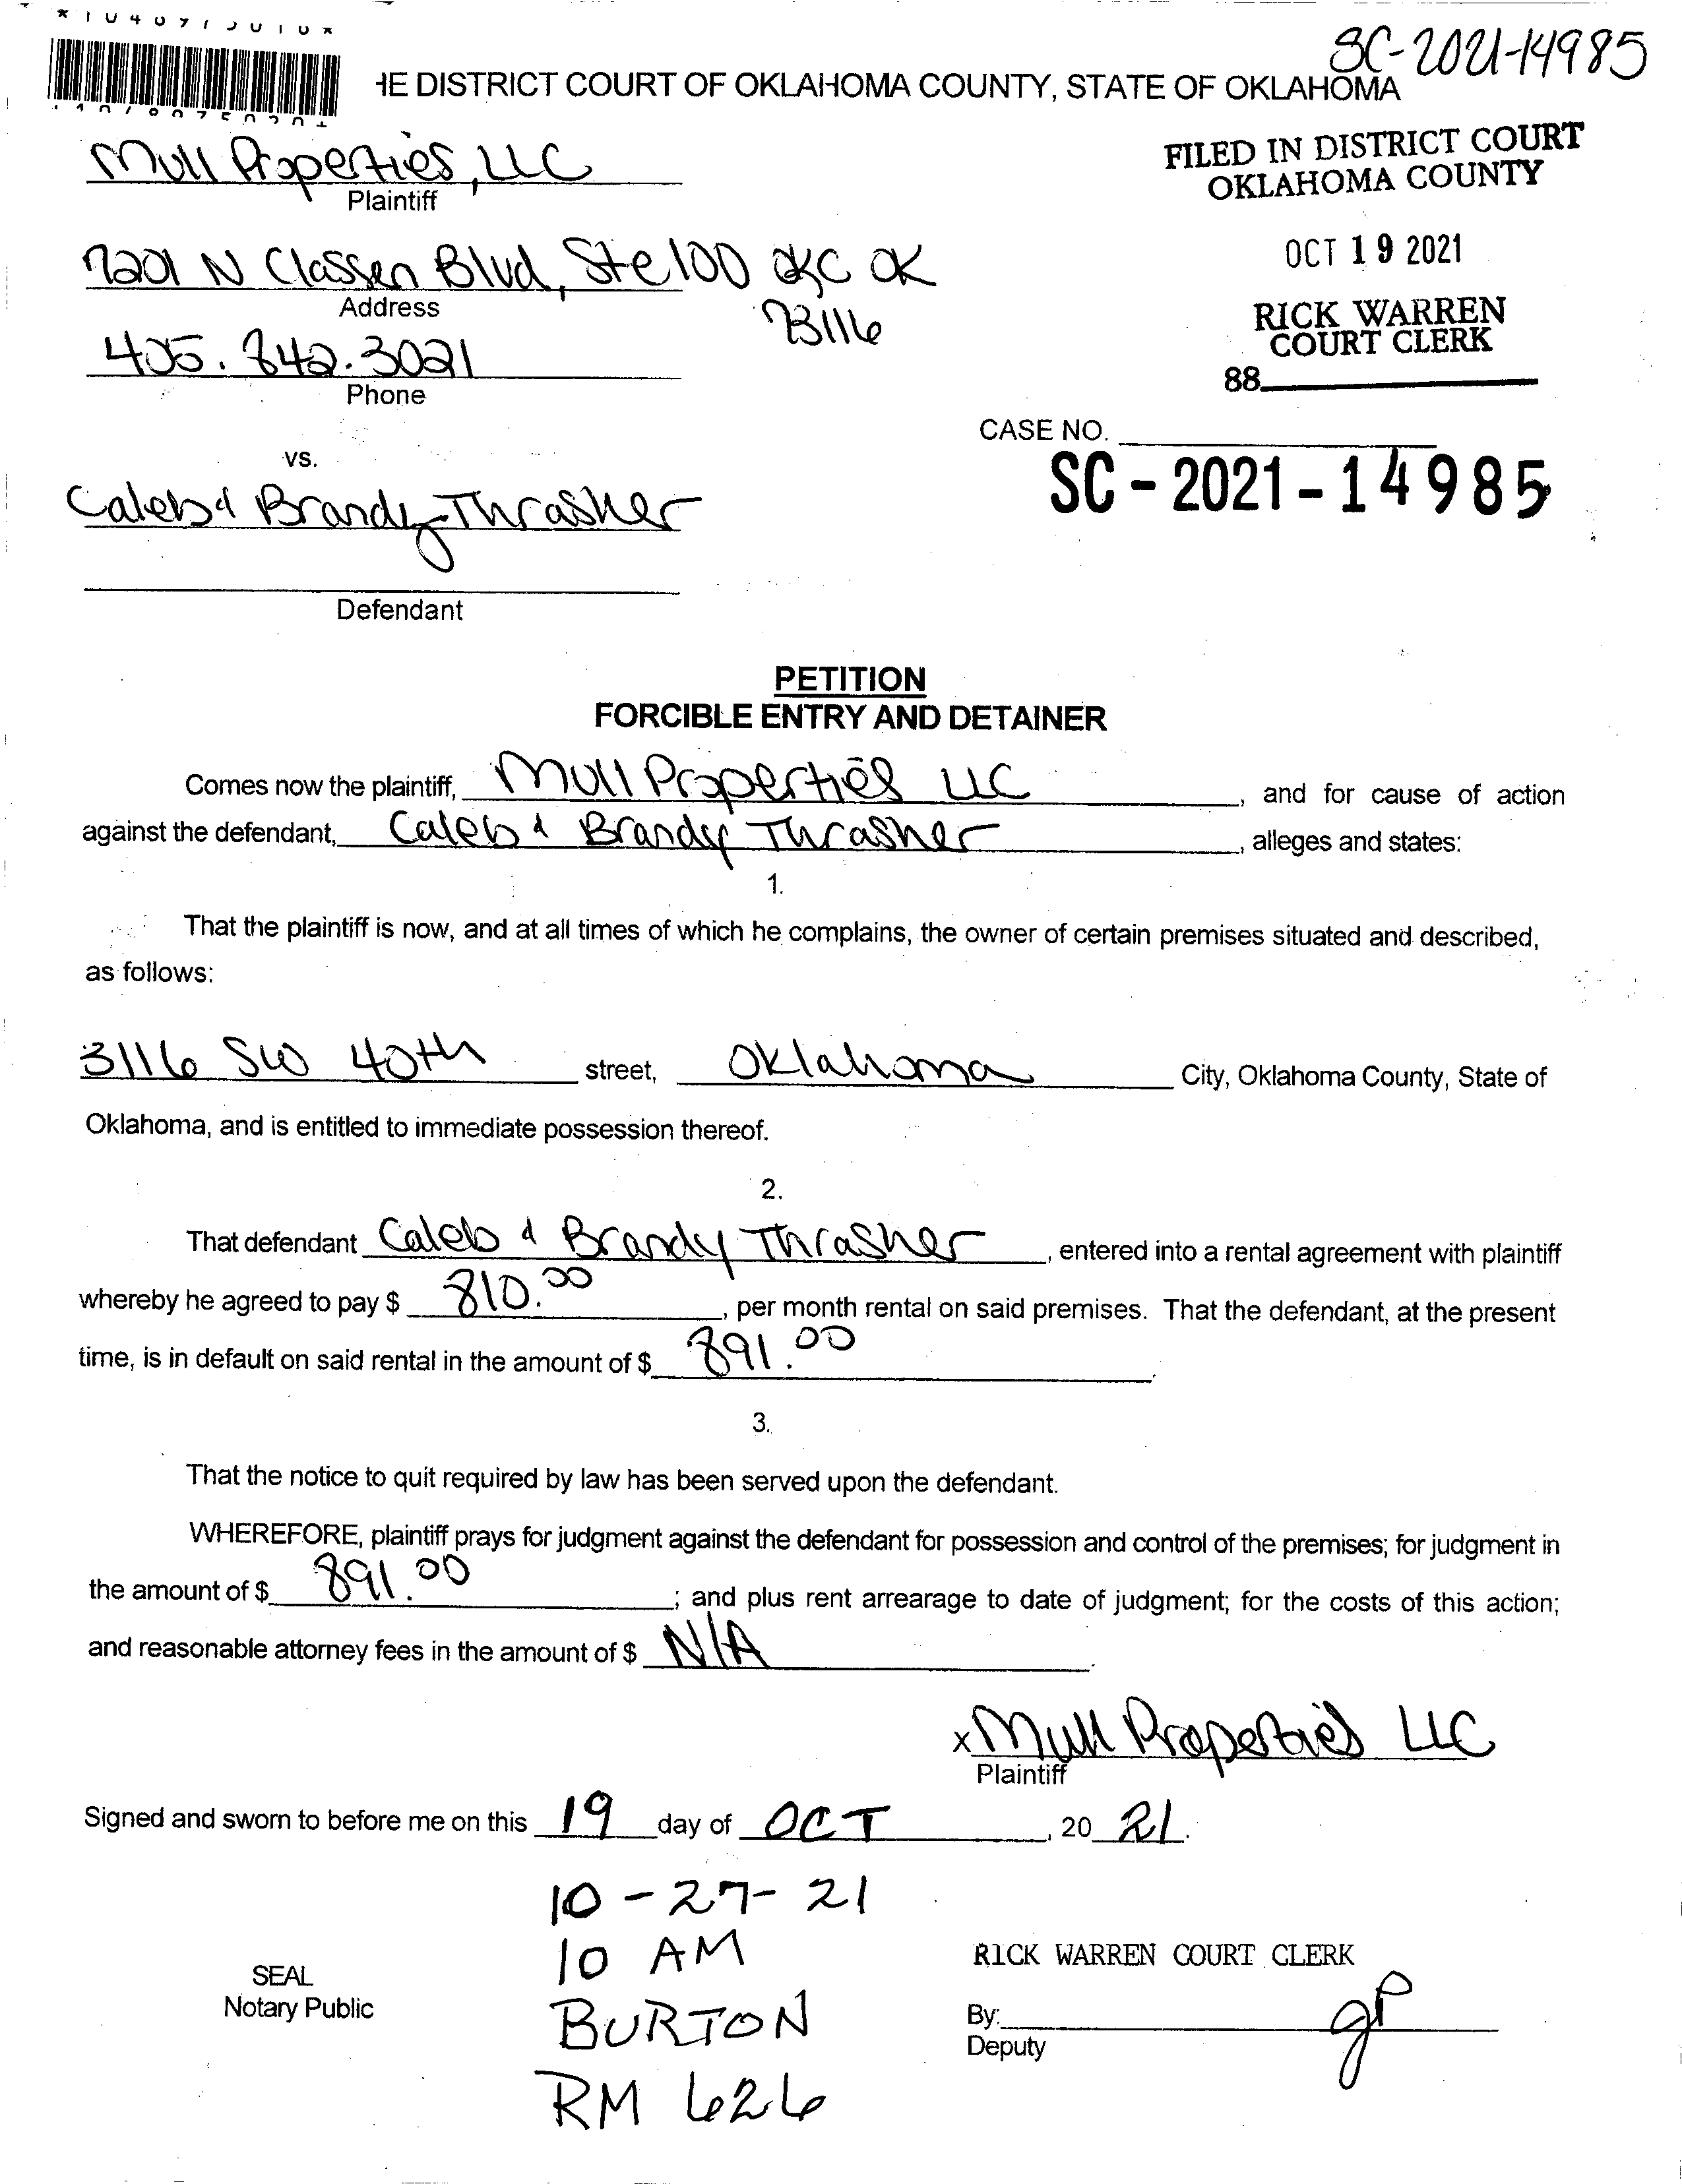 SC-2021-14985
HE DISTRICT COURT OF OKLAHOMA COUNTY, STATE OF OKLAHOMA
Mull Properties, LLC
Plaintiff
FILED IN DISTRICT COURT
OKLAHOMA COUNTY
7201 N Classen Blvd, Ste 100 OKC OK
73116
Address
OCT 19 2021
RICK WARREN
COURT CLERK
405.842.3021
Phone
88
CASE NO.
SC-2021-14985
vs.
Caleb & Brandy Thrasher
Defendant
PETITION
FORCIBLE ENTRY AND DETAINER
Comes now the plaintiff, Mull Properties LLC, and for cause of action
against the defendant, Caleb & Brandy Thrasher, alleges and states:
1.
That the plaintiff is now, and at all times of which he complains, the owner of certain premises situated and described,
as follows:
3116 SW 40th street, Oklahoma City, Oklahoma County, State of
Oklahoma, and is entitled to immediate possession thereof.
2.
That defendant Caleb & Brandy Thrasher, entered into a rental agreement with plaintiff
whereby he agreed to pay $ 810.00, per month rental on said premises. That the defendant, at the present
time, is in default on said rental in the amount of $ 891.00.
3.
That the notice to quit required by law has been served upon the defendant.
WHEREFORE, plaintiff prays for judgment against the defendant for possession and control of the premises; for judgment in
the amount of $ 891.00; and plus rent arrearage to date of judgment; for the costs of this action;
and reasonable attorney fees in the amount of $ N/A.
x Mull Properties LLC
Plaintiff
Signed and sworn to before me on this 19 day of OCT, 20 21.
10-27-21
10 AM
BURTON
RM 626
SEAL
Notary Public
RICK WARREN COURT CLERK
By: gP
Deputy